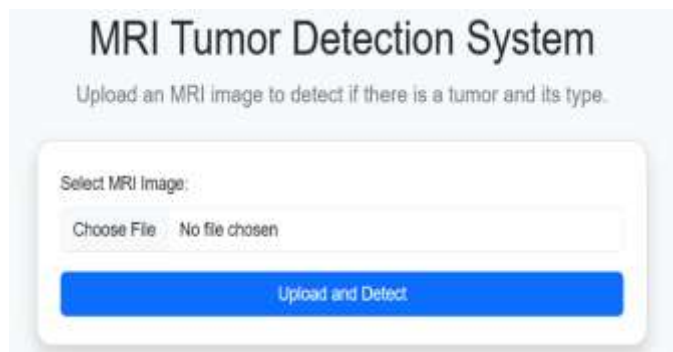 MRI Tumor Detection System
Upload an MRI image to detect if there is a tumor and its type.
Select MRI Image:
Choose File No file chosen
Upload and Detect